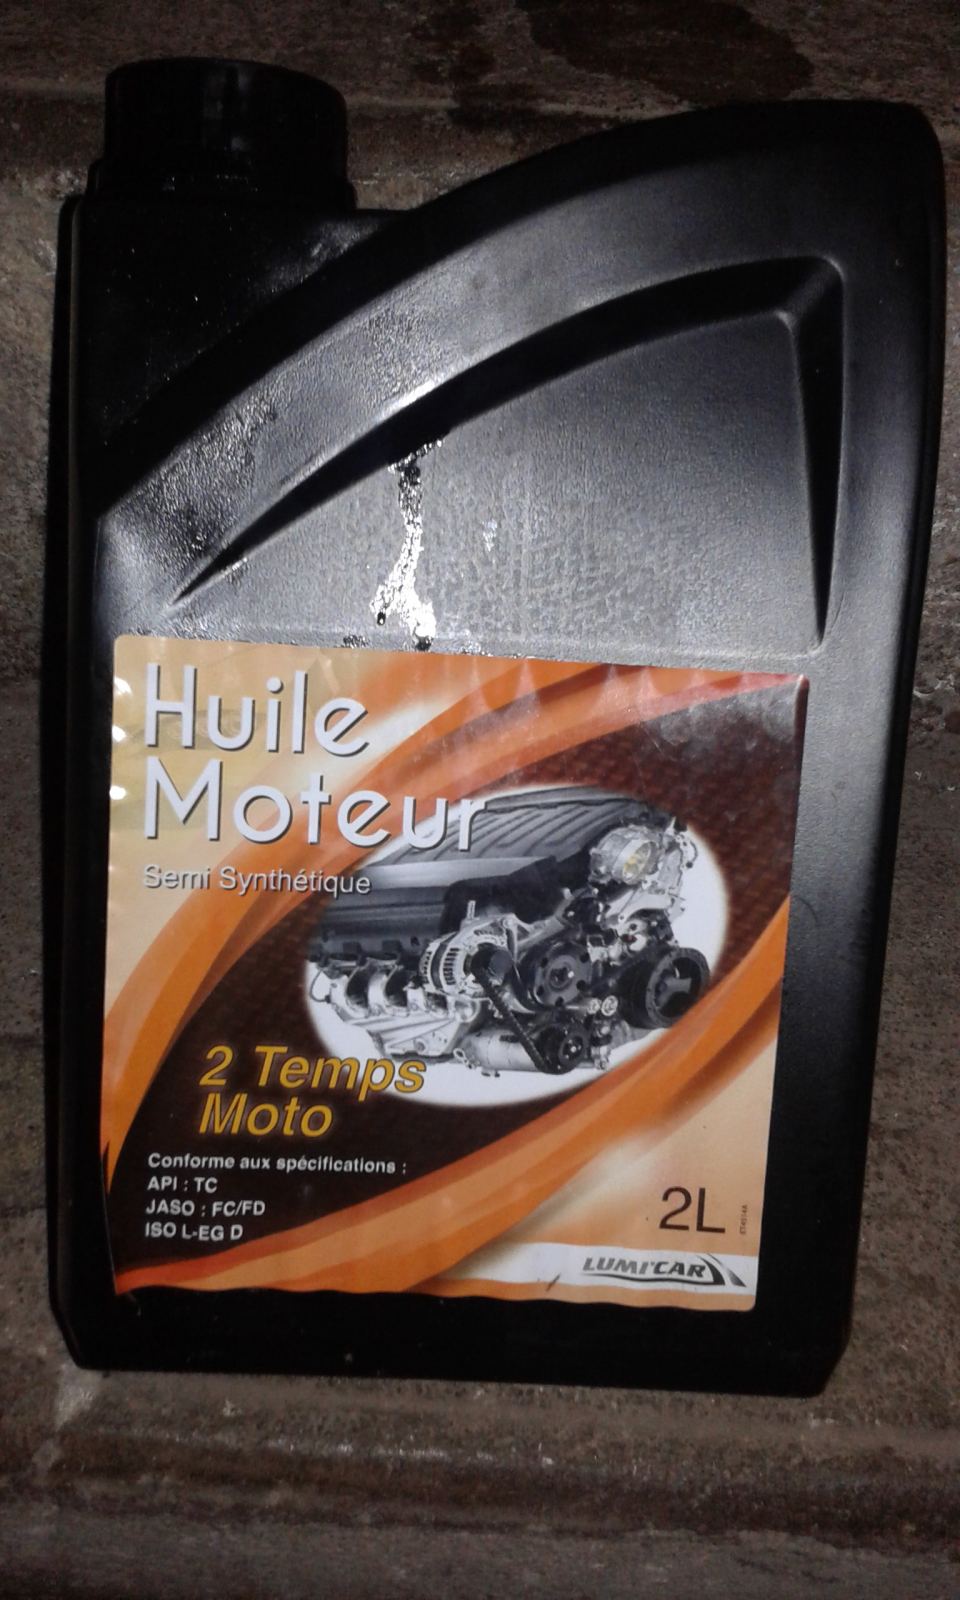 Huile
Moteur
Semi Synthétique
2 Temps
Moto
Conforme aux spécifications :
API : TC
JASO : FC/FD
ISO L-EG D
2L
LUMI'CAR